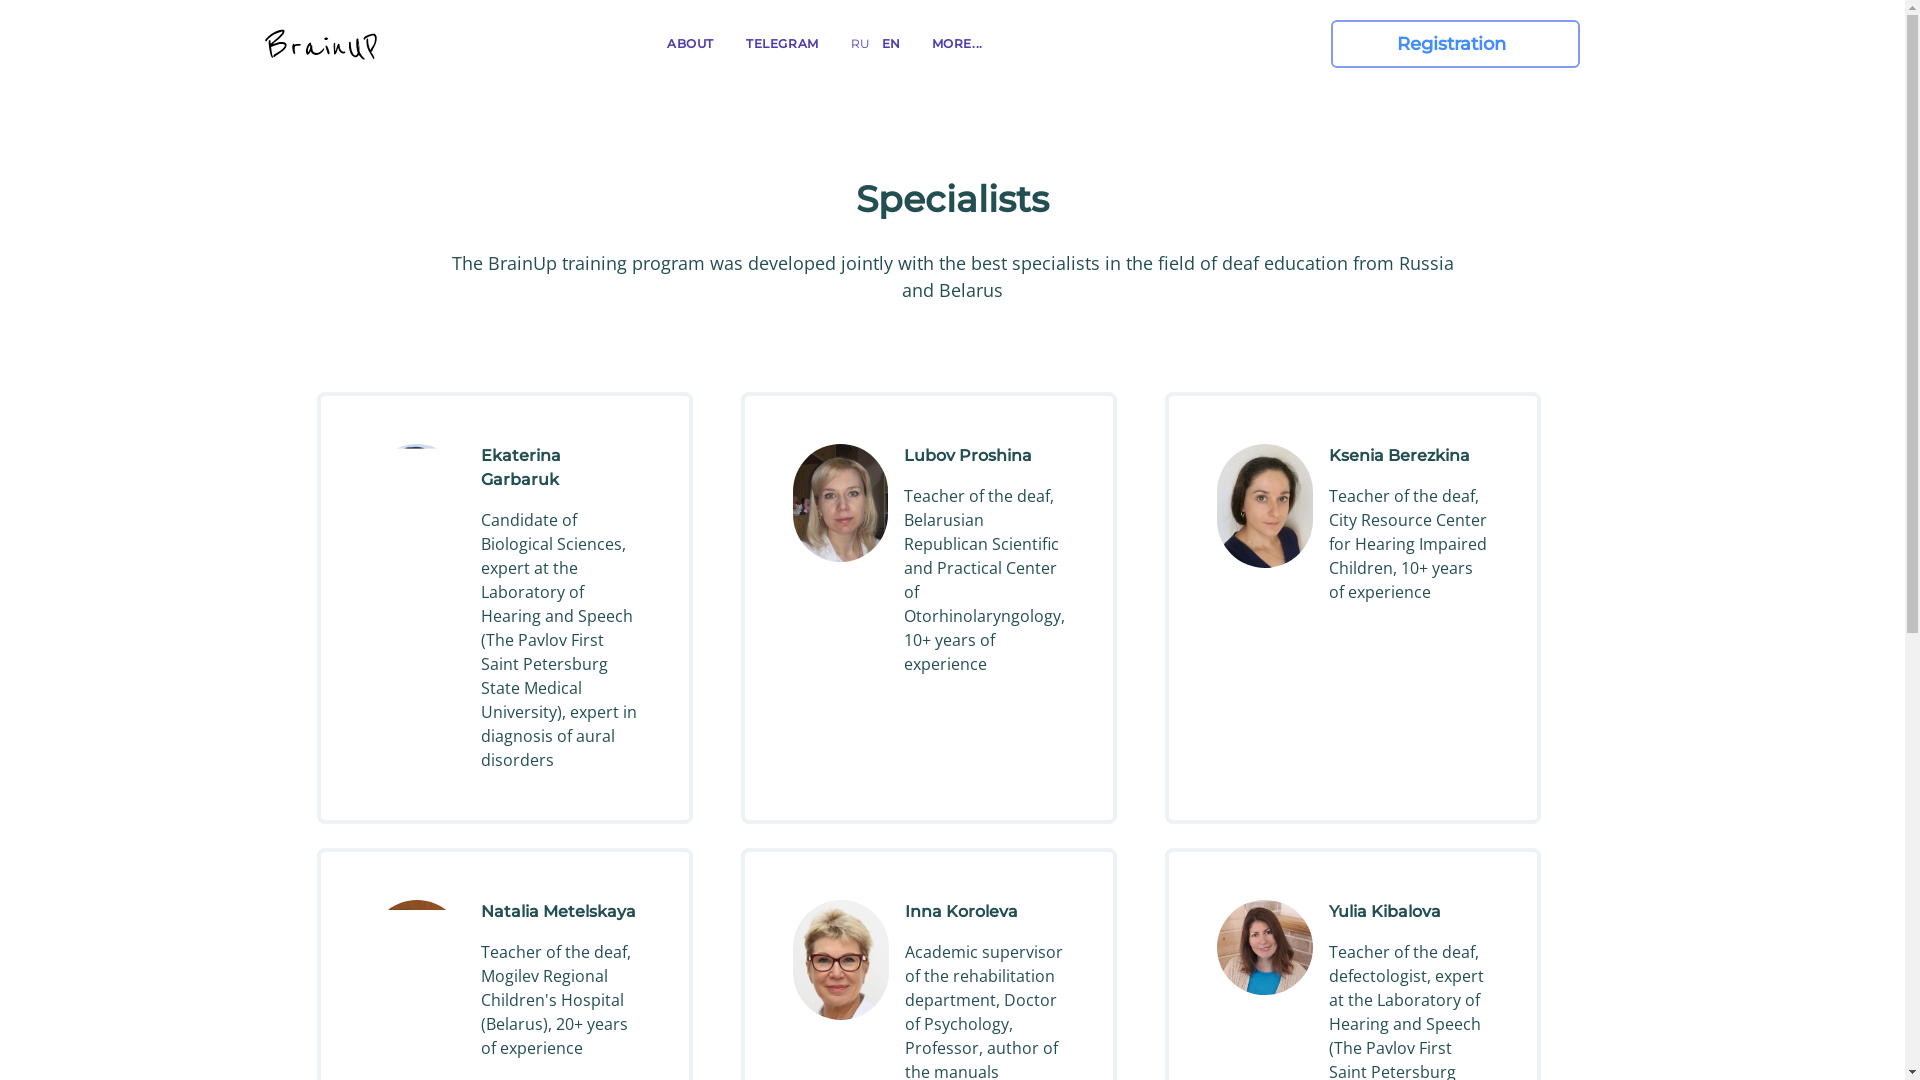 BrainUP
ABOUT
TELEGRAM
RU
EN
MORE...
Registration
Specialists
The BrainUp training program was developed jointly with the best specialists in the field of deaf education from Russia
and Belarus
Ekaterina
Garbaruk
Candidate of
Biological Sciences,
expert at the
Laboratory of
Hearing and Speech
(The Pavlov First
Saint Petersburg
State Medical
University), expert in
diagnosis of aural
disorders
Lubov Proshina
Teacher of the deaf,
Belarusian
Republican Scientific
and Practical Center
of
Otorhinolaryngology,
10+ years of
experience
Ksenia Berezkina
Teacher of the deaf,
City Resource Center
for Hearing Impaired
Children, 10+ years
of experience
Natalia Metelskaya
Teacher of the deaf,
Mogilev Regional
Children's Hospital
(Belarus), 20+ years
of experience
Inna Koroleva
Academic supervisor
of the rehabilitation
department, Doctor
of Psychology,
Professor, author of
the manuals
Yulia Kibalova
Teacher of the deaf,
defectologist, expert
at the Laboratory of
Hearing and Speech
(The Pavlov First
Saint Petersburg